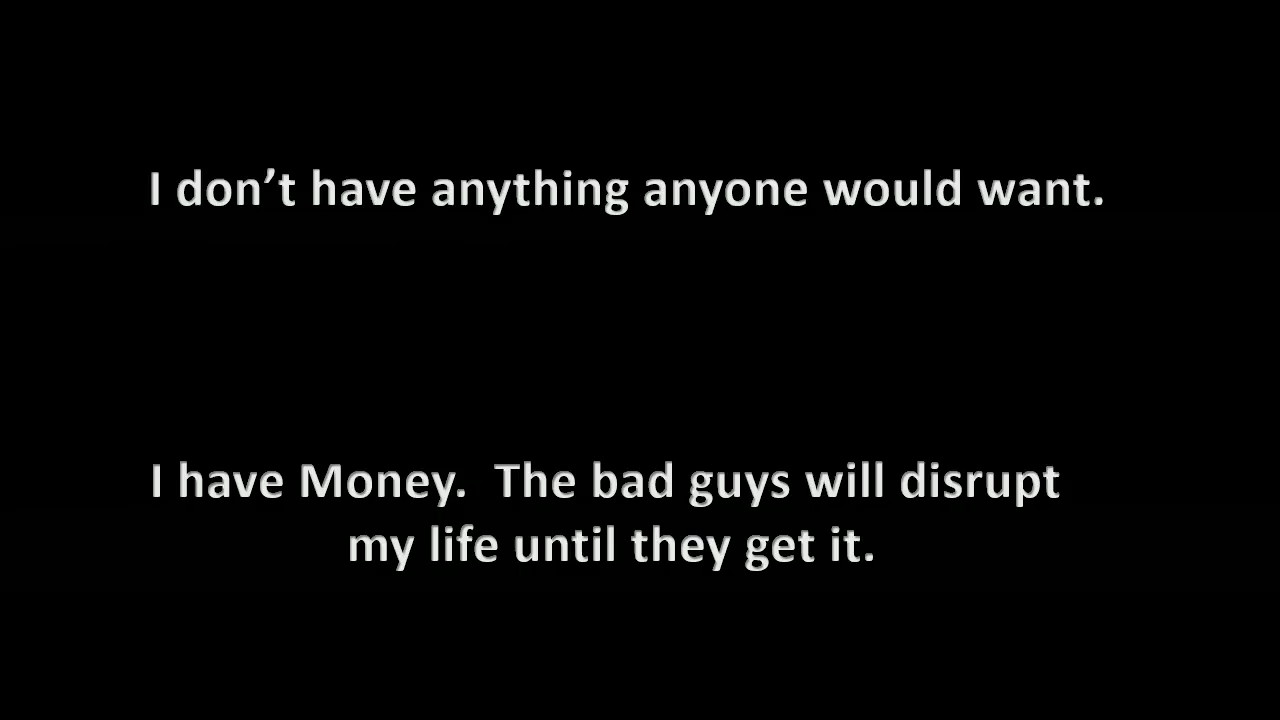 I don’t have anything anyone would want.
I have Money.  The bad guys will disrupt
my life until they get it.